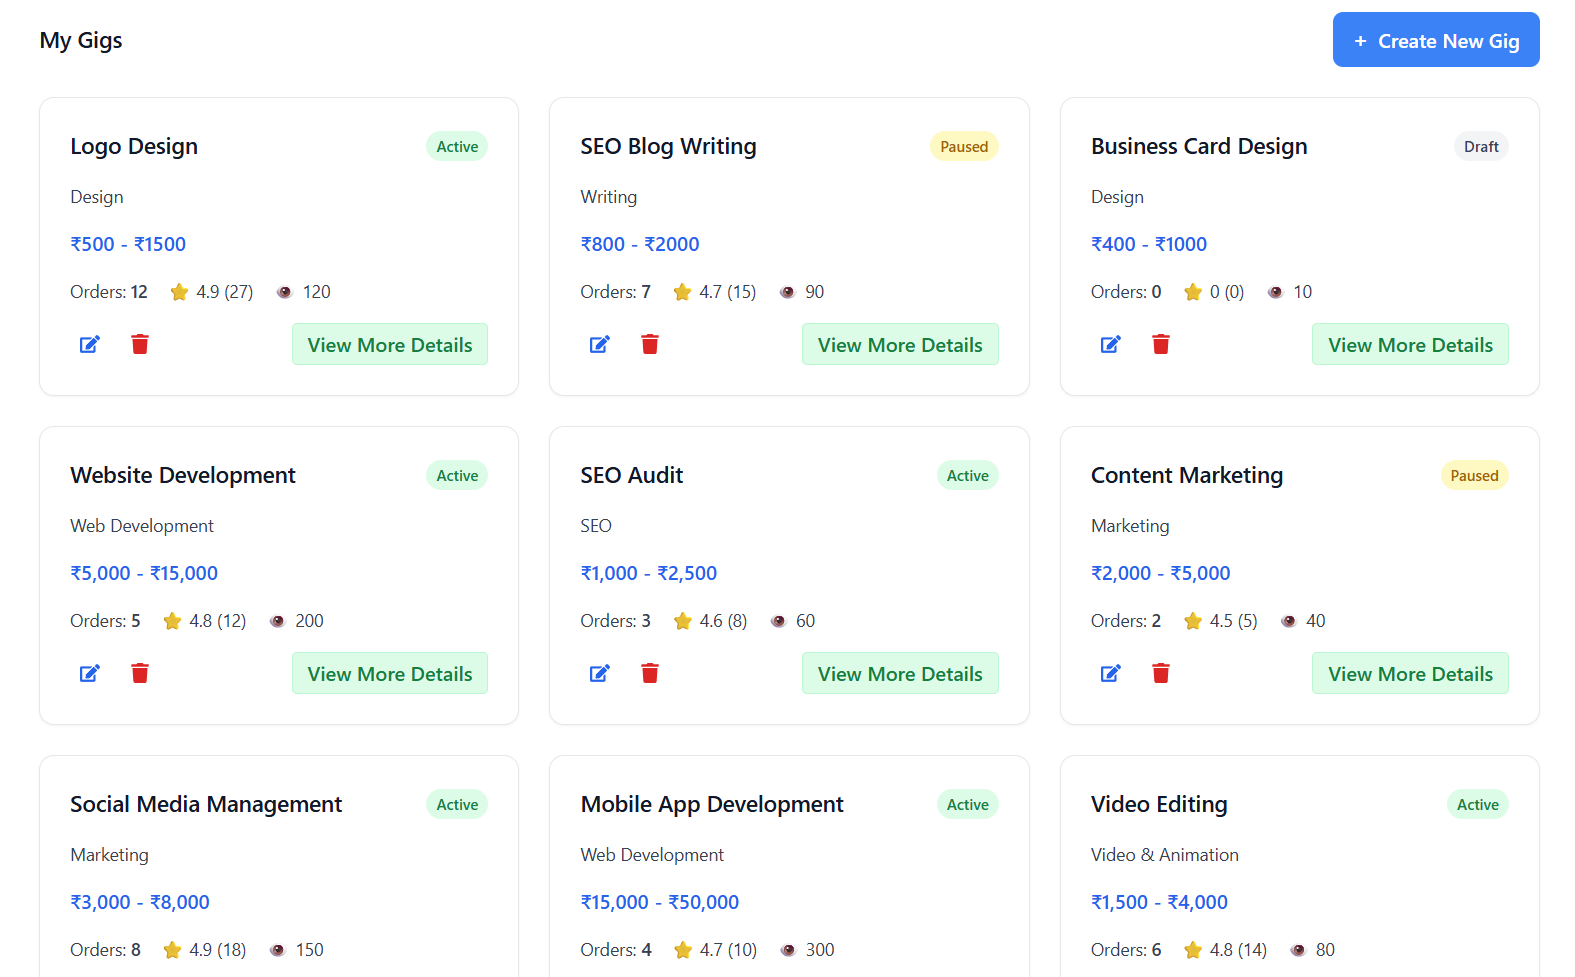 My Gigs
+ Create New Gig
Logo Design
Active
Design
₹500 - ₹1500
Orders: 12 ⭐ 4.9 (27) 👁 120
View More Details
SEO Blog Writing
Paused
Writing
₹800 - ₹2000
Orders: 7 ⭐ 4.7 (15) 👁 90
View More Details
Business Card Design
Draft
Design
₹400 - ₹1000
Orders: 0 ⭐ 0 (0) 👁 10
View More Details
Website Development
Active
Web Development
₹5,000 - ₹15,000
Orders: 5 ⭐ 4.8 (12) 👁 200
View More Details
SEO Audit
Active
SEO
₹1,000 - ₹2,500
Orders: 3 ⭐ 4.6 (8) 👁 60
View More Details
Content Marketing
Paused
Marketing
₹2,000 - ₹5,000
Orders: 2 ⭐ 4.5 (5) 👁 40
View More Details
Social Media Management
Active
Marketing
₹3,000 - ₹8,000
Orders: 8 ⭐ 4.9 (18) 👁 150
Mobile App Development
Active
Web Development
₹15,000 - ₹50,000
Orders: 4 ⭐ 4.7 (10) 👁 300
Video Editing
Active
Video & Animation
₹1,500 - ₹4,000
Orders: 6 ⭐ 4.8 (14) 👁 80